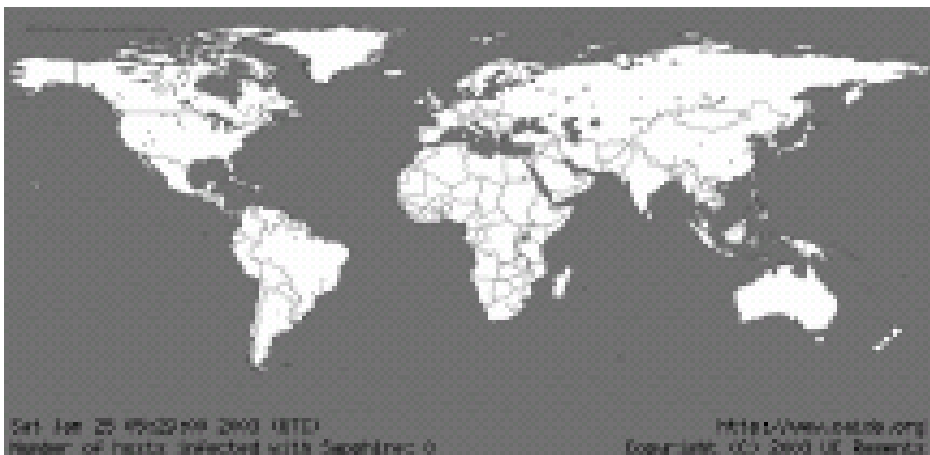 Sat Jan 25 05:29:00 2003 (UTC)
Number of hosts infected with Sapphire: 0
http://www.caida.org
Copyright (C) 2003 UC Regents